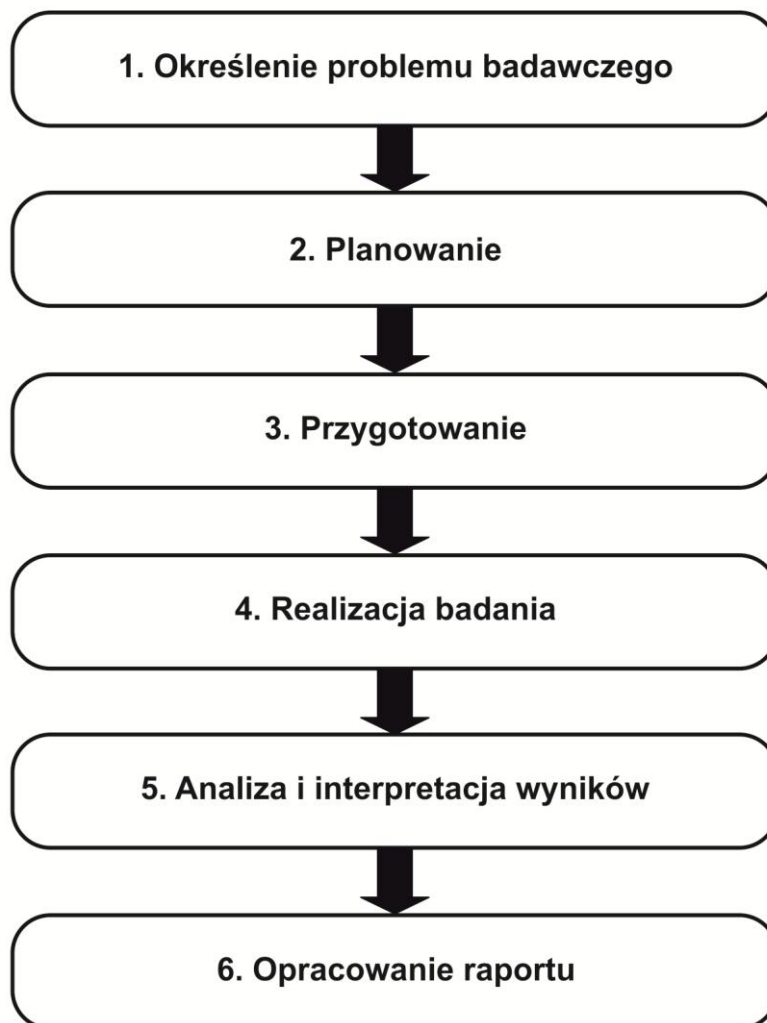 1. Określenie problemu badawczego
2. Planowanie
3. Przygotowanie
4. Realizacja badania
5. Analiza i interpretacja wyników
6. Opracowanie raportu